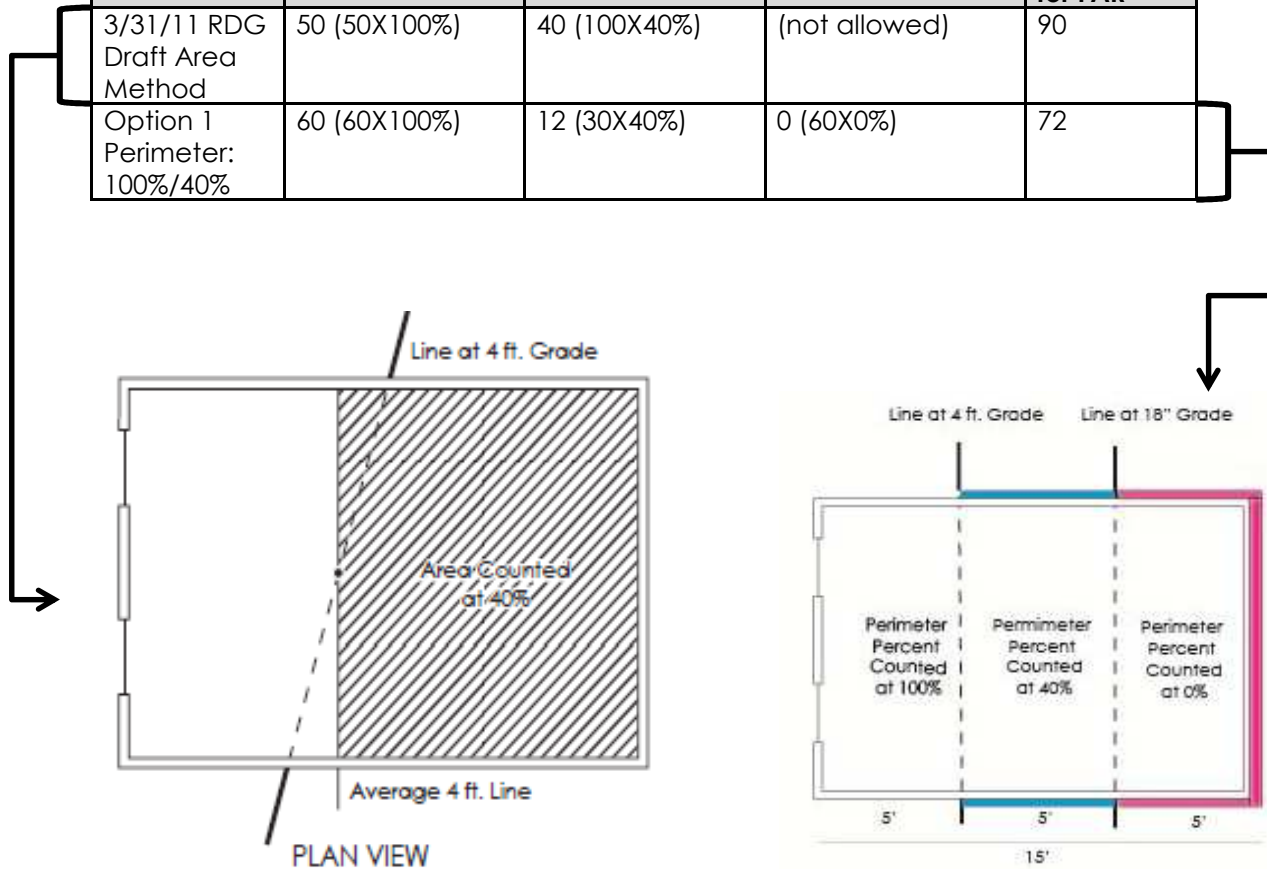 3/31/11 RDG 50 (50X100%) 40 (100X40%) (not allowed) 90
Draft Area
Method
Option 1 60 (60X100%) 12 (30X40%) 0 (60X0%) 72
Perimeter:
100%/40%
Line at 4 ft. Grade
Area Counted
at 40%
Average 4 ft. Line
PLAN VIEW
Line at 4 ft. Grade Line at 18" Grade
Perimeter Permimeter Perimeter
Percent Percent Percent
Counted Counted Counted
at 100% at 40% at 0%
5' 5' 5'
15'